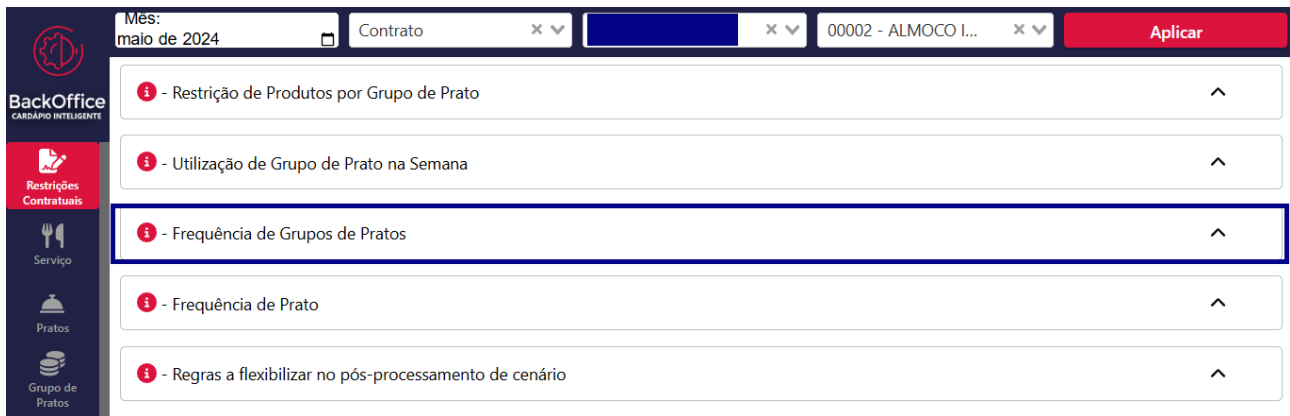 Mês:
maio de 2024
Contrato
00002 - ALMOCO I...
Aplicar
BackOffice
CARDÁPIO INTELIGENTE
Restrições
Contratuais
Serviço
Pratos
Grupo de
Pratos
- Restrição de Produtos por Grupo de Prato
- Utilização de Grupo de Prato na Semana
- Frequência de Grupos de Pratos
- Frequência de Prato
- Regras a flexibilizar no pós-processamento de cenário